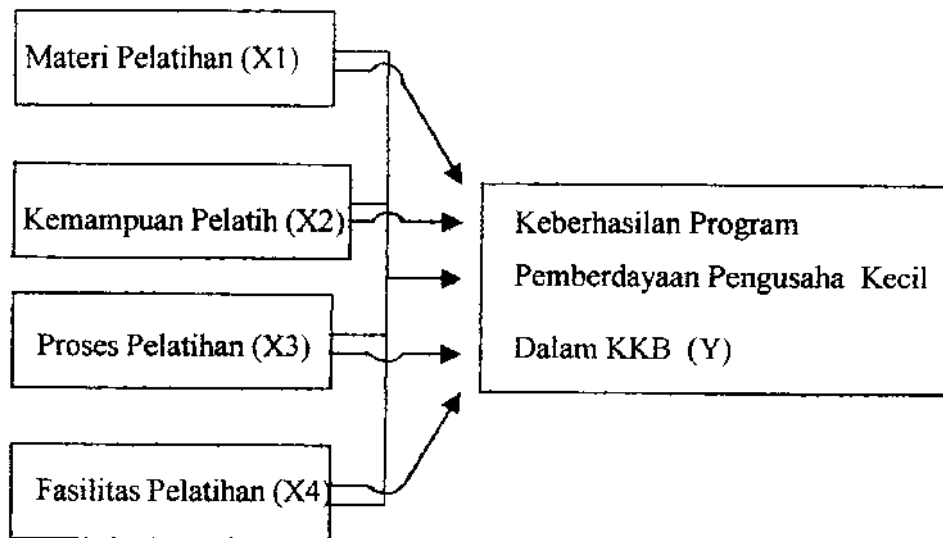 Materi Pelatihan (X1)
Kemampuan Pelatih (X2)
Proses Pelatihan (X3)
Fasilitas Pelatihan (X4)
Keberhasilan Program
Pemberdayaan Pengusaha Kecil
Dalam KKB (Y)